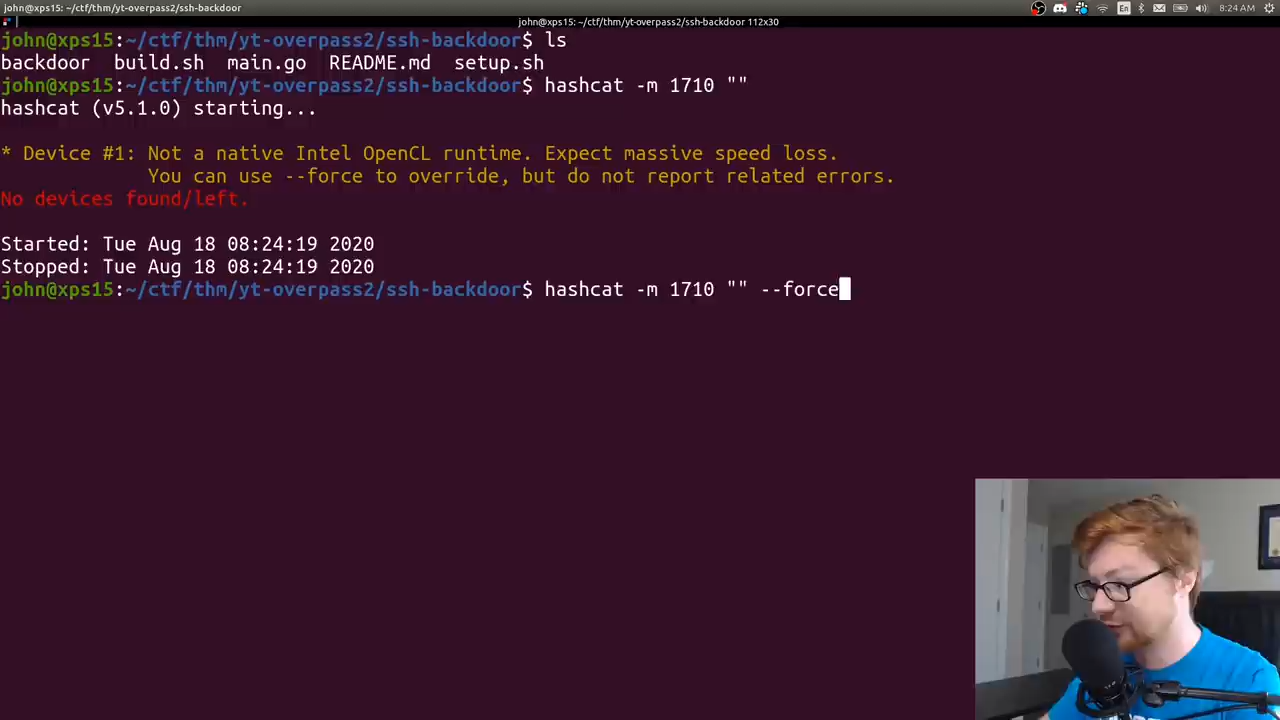 john@xps15: ~/ctf/thm/yt-overpass2/ssh-backdoor
En
8:24 AM
john@xps15: ~/ctf/thm/yt-overpass2/ssh-backdoor 112x30
john@xps15:~/ctf/thm/yt-overpass2/ssh-backdoor$ ls
backdoor  build.sh  main.go  README.md  setup.sh
john@xps15:~/ctf/thm/yt-overpass2/ssh-backdoor$ hashcat -m 1710 ""
hashcat (v5.1.0) starting...
* Device #1: Not a native Intel OpenCL runtime. Expect massive speed loss.
You can use --force to override, but do not report related errors.
No devices found/left.
Started: Tue Aug 18 08:24:19 2020
Stopped: Tue Aug 18 08:24:19 2020
john@xps15:~/ctf/thm/yt-overpass2/ssh-backdoor$ hashcat -m 1710 "" --force